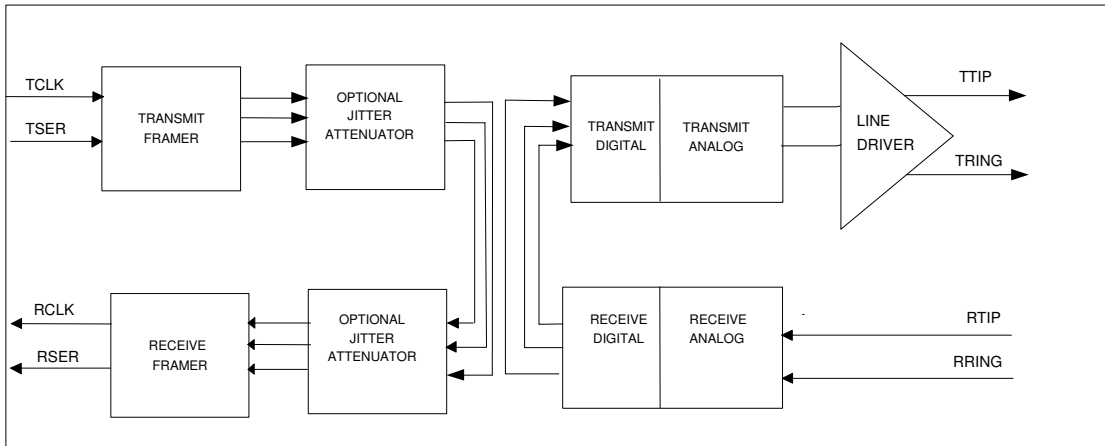 TCLK
TSER
TRANSMIT
FRAMER
OPTIONAL
JITTER
ATTENUATOR
TRANSMIT
DIGITAL
TRANSMIT
ANALOG
LINE
DRIVER
TTIP
TRING
RCLK
RSER
RECEIVE
FRAMER
OPTIONAL
JITTER
ATTENUATOR
RECEIVE
DIGITAL
RECEIVE
ANALOG
RTIP
RRING